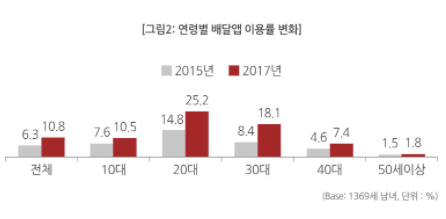 [그림2: 연령별 배달앱 이용률 변화]
2015년 2017년
6.3 10.8 7.6 10.5 14.8 25.2 8.4 18.1 4.6 7.4 1.5 1.8
전체 10대 20대 30대 40대 50세이상
(Base: 1369세 남녀, 단위 : %)